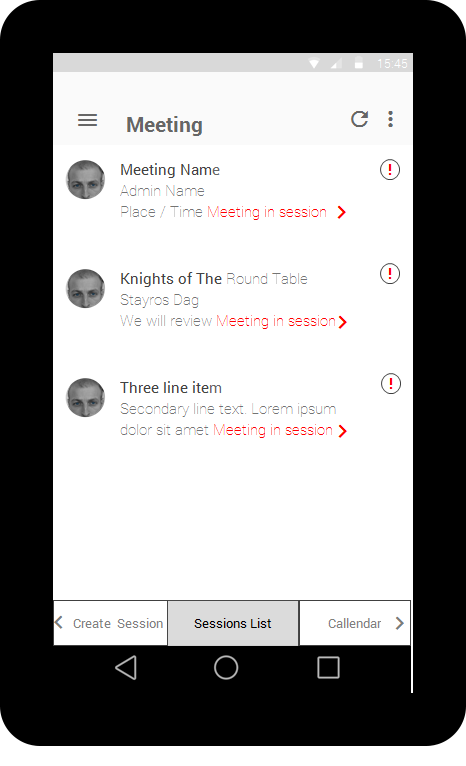 15:45
Meeting
Meeting Name
Admin Name
Place / Time Meeting in session
Knights of The Round Table
Stayros Dag
We will review Meeting in session
Three line item
Secondary line text. Lorem ipsum
dolor sit amet Meeting in session
Create Session Sessions List Callendar